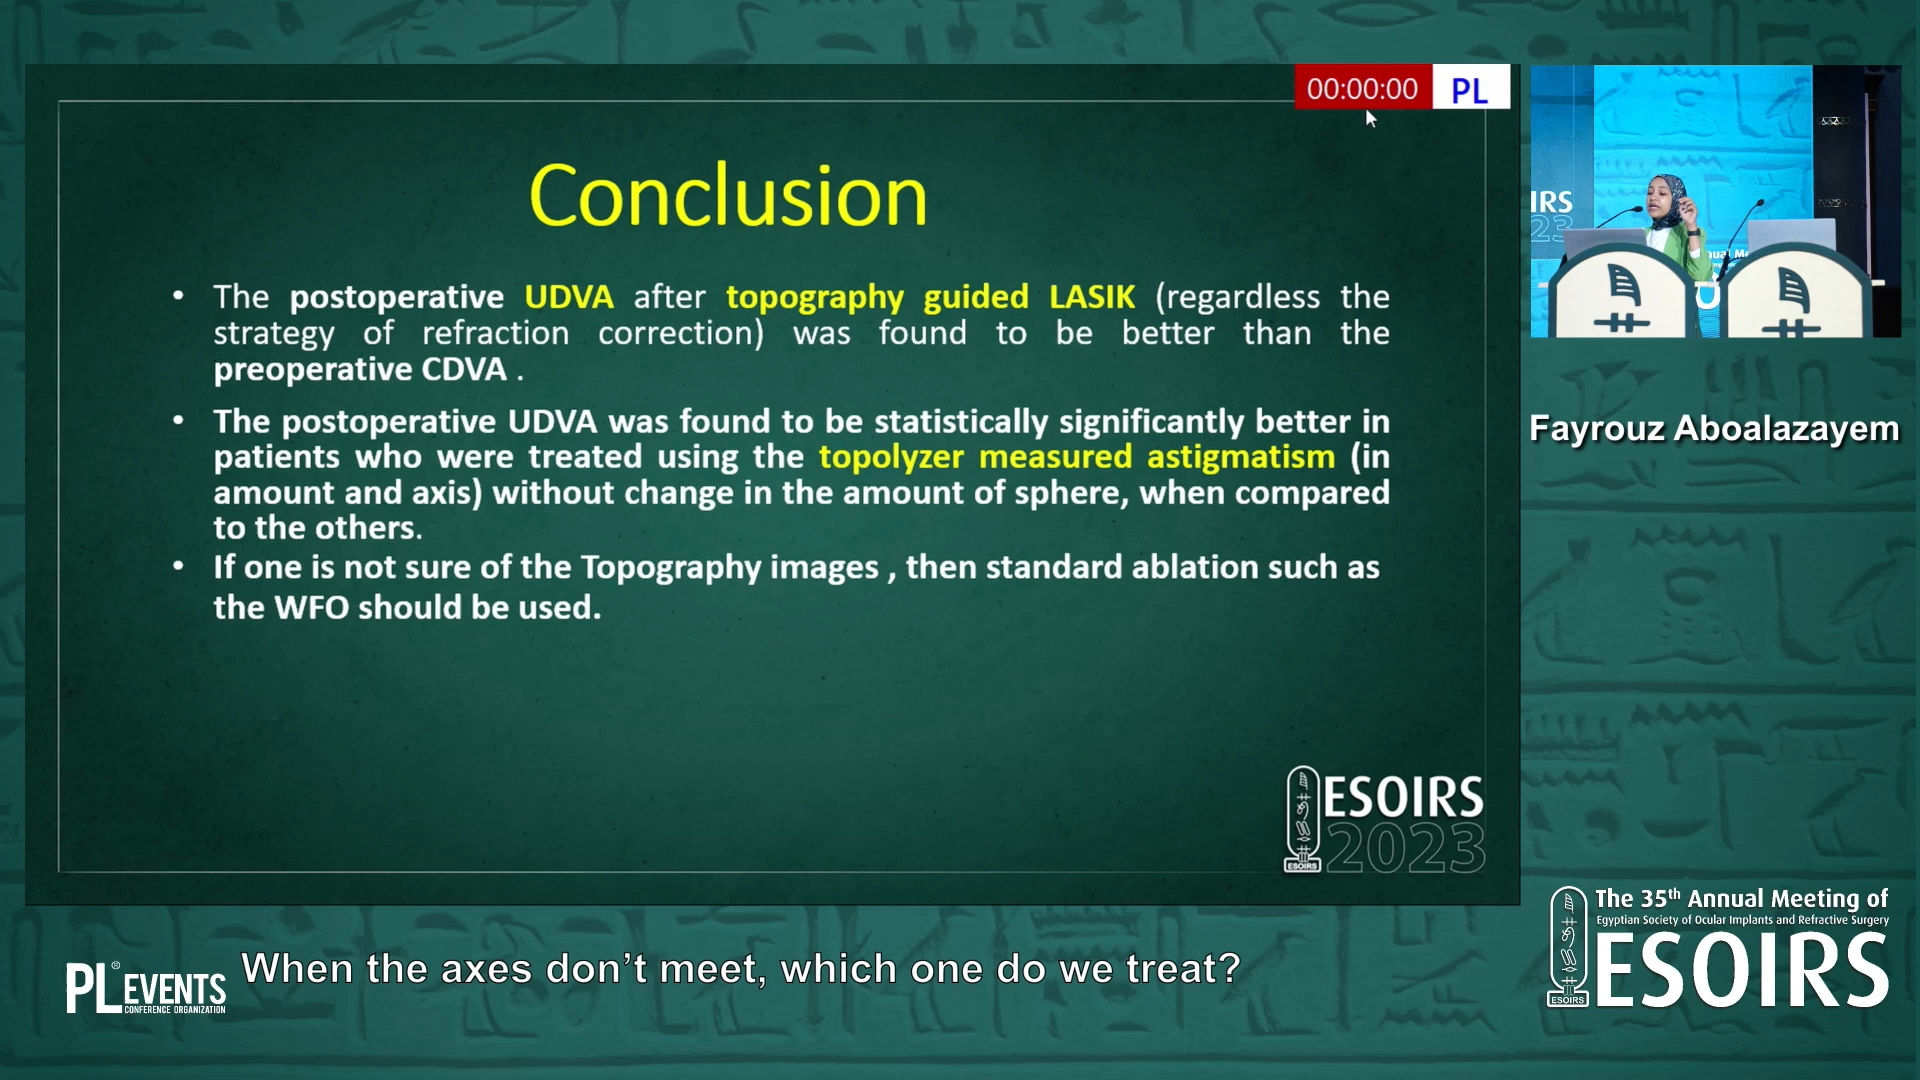 00:00:00 PL
Conclusion
• The postoperative UDVA after topography guided LASIK (regardless the
strategy of refraction correction) was found to be better than the
preoperative CDVA .
• The postoperative UDVA was found to be statistically significantly better in
patients who were treated using the topolyzer measured astigmatism (in
amount and axis) without change in the amount of sphere, when compared
to the others.
• If one is not sure of the Topography images , then standard ablation such as
the WFO should be used.
ESOIRS
2023
ESOIRS
IRS
23
Fayrouz Aboalazayem
The 35th Annual Meeting of
Egyptian Society of Ocular Implants and Refractive Surgery
ESOIRS
ESOIRS
PL® EVENTS
CONFERENCE ORGANIZATION
When the axes don’t meet, which one do we treat?